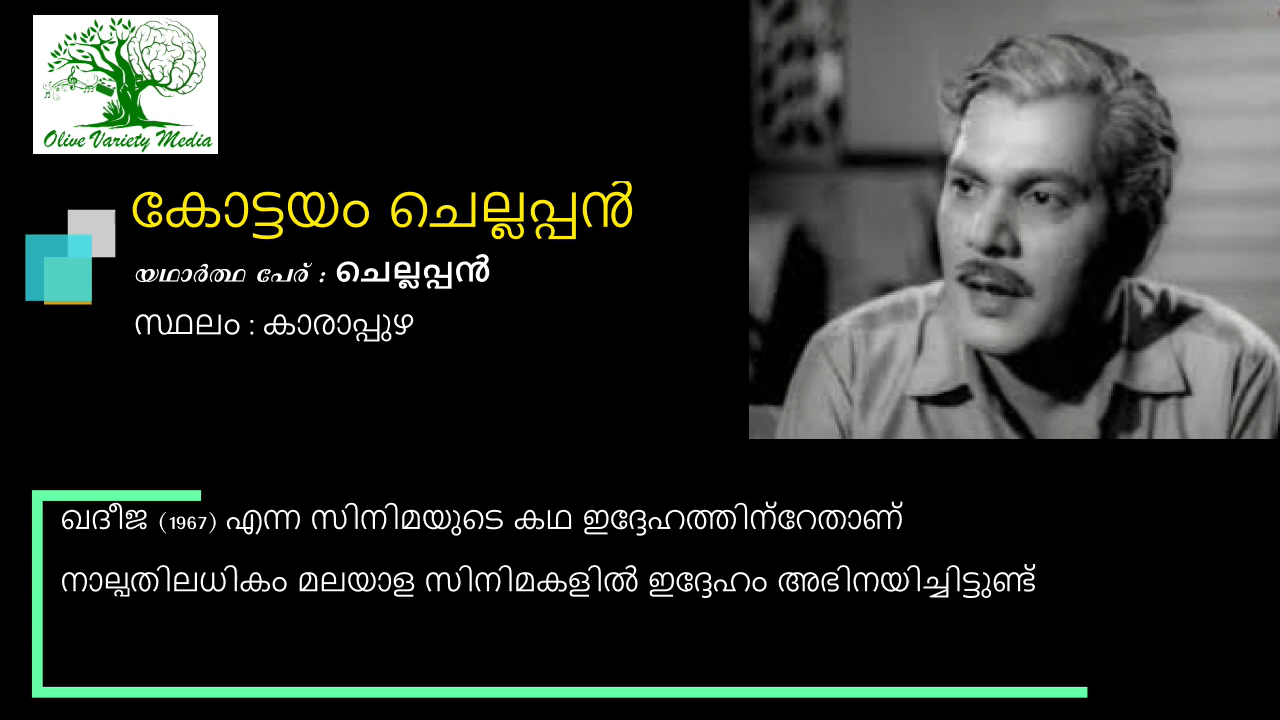 Olive Variety Media
കോട്ടയം ചെല്ലപ്പൻ
യഥാർത്ഥ പേര് : ചെല്ലപ്പൻ
സ്ഥലം : കാരാപ്പുഴ
ഖദീജ (1967) എന്ന സിനിമയുടെ കഥ ഇദ്ദേഹത്തിന്റേതാണ്
നാല്പതിലധികം മലയാള സിനിമകളിൽ ഇദ്ദേഹം അഭിനയിച്ചിട്ടുണ്ട്